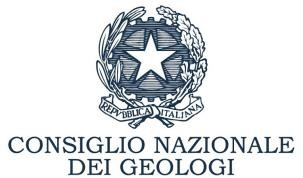 REPVBBLICA ITALIANA
CONSIGLIO NAZIONALE
DEI GEOLOGI